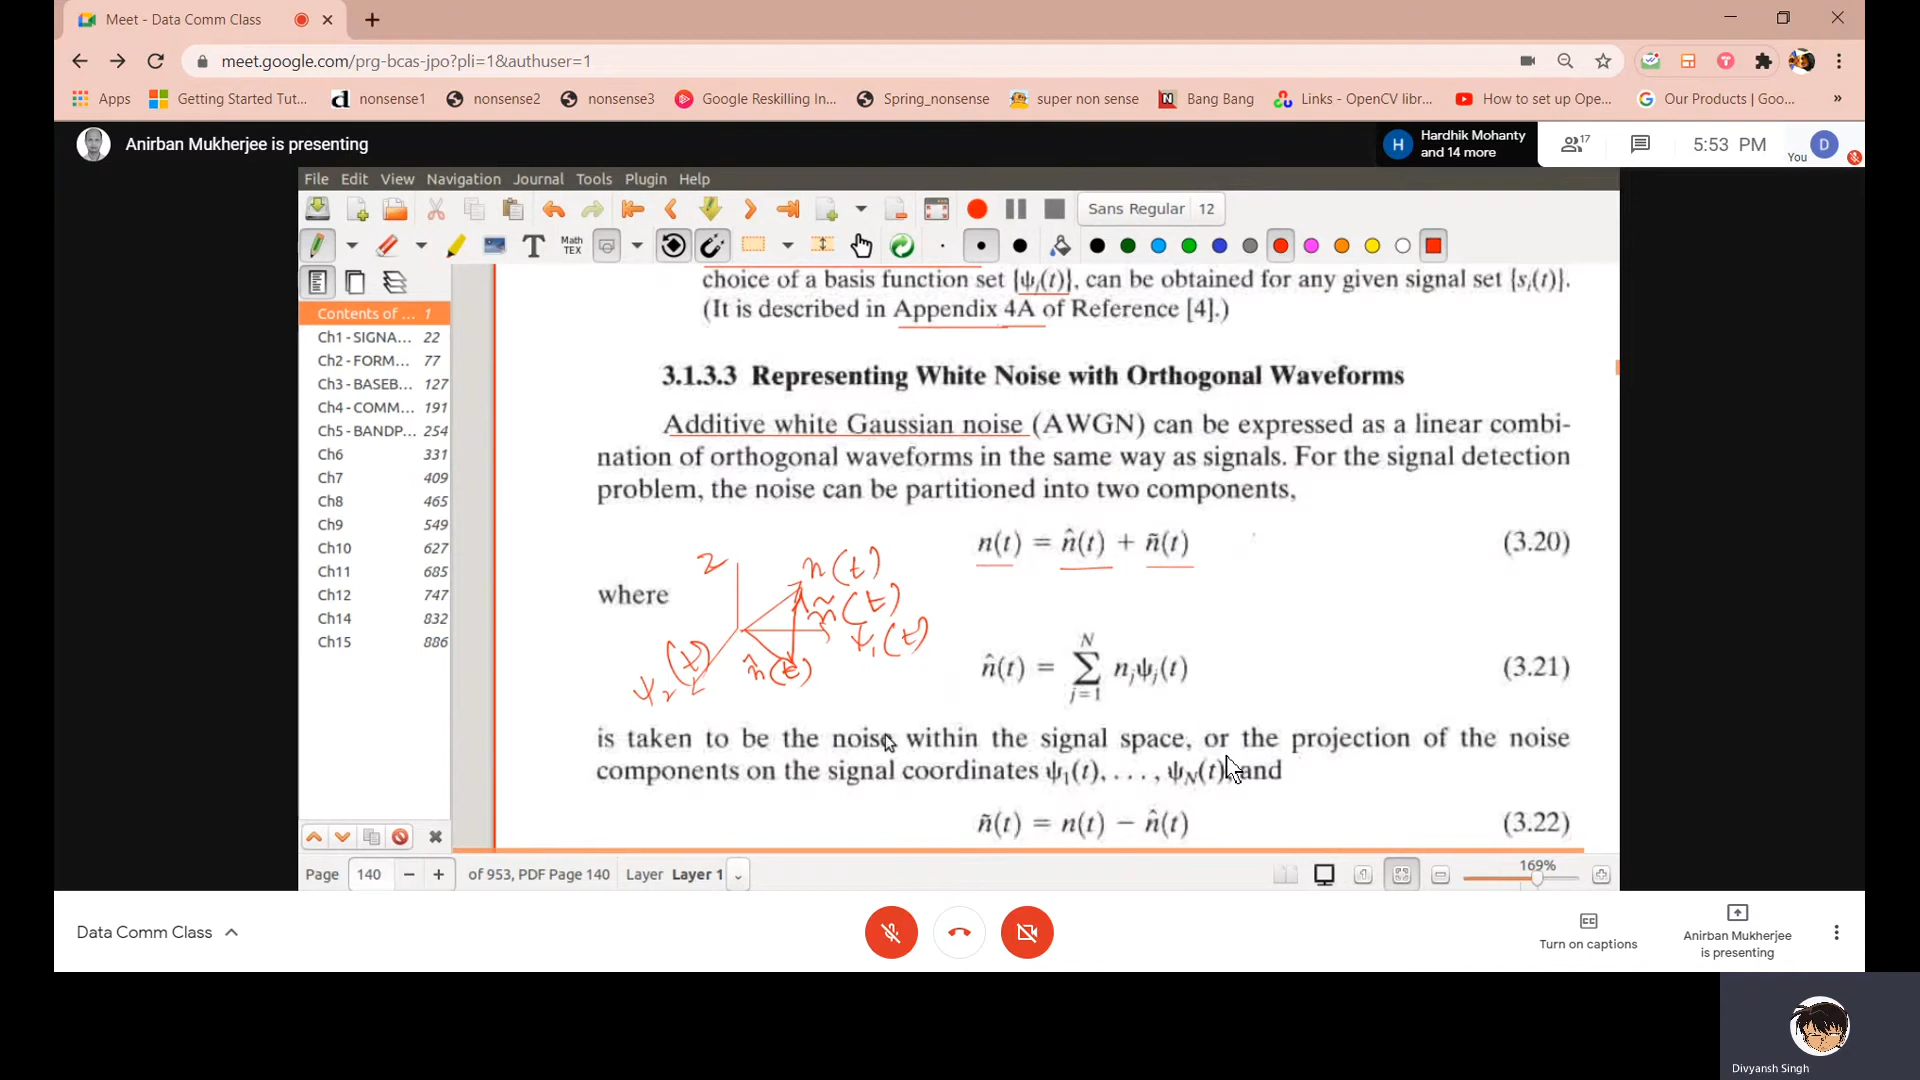 Meet - Data Comm Class
meet.google.com/prg-bcas-jpo?pli=1&authuser=1
Apps Getting Started Tut... nonsense1 nonsense2 nonsense3 Google Reskilling In... Spring_nonsense super non sense Bang Bang Links - OpenCV libr... How to set up Ope... Our Products | Goo... »
Anirban Mukherjee is presenting
H Hardhik Mohanty
and 14 more
17
5:53 PM
You D
File Edit View Navigation Journal Tools Plugin Help
Sans Regular 12
Math
TEX
Contents of ... 1
Ch1 - SIGNA... 22
Ch2 - FORM... 77
Ch3 - BASEB... 127
Ch4 - COMM... 191
Ch5 - BANDP... 254
Ch6 331
Ch7 409
Ch8 465
Ch9 549
Ch10 627
Ch11 685
Ch12 747
Ch14 832
Ch15 886
choice of a basis function set {ψj(t)}, can be obtained for any given signal set {si(t)}.
(It is described in Appendix 4A of Reference [4].)
3.1.3.3 Representing White Noise with Orthogonal Waveforms
Additive white Gaussian noise (AWGN) can be expressed as a linear combi-
nation of orthogonal waveforms in the same way as signals. For the signal detection
problem, the noise can be partitioned into two components,
n(t) = n̂(t) + ñ(t) (3.20)
where
z
n(t)
ñ(t)
ψ1(t)
n̂(t)
ψ2(t)
n̂(t) = N∑j=1 njψj(t) (3.21)
is taken to be the noise within the signal space, or the projection of the noise
components on the signal coordinates ψ1(t), . . . , ψN(t), and
ñ(t) = n(t) − n̂(t) (3.22)
Page 140 of 953, PDF Page 140 Layer Layer 1 169%
Data Comm Class
Turn on captions
Anirban Mukherjee
is presenting
Divyansh Singh